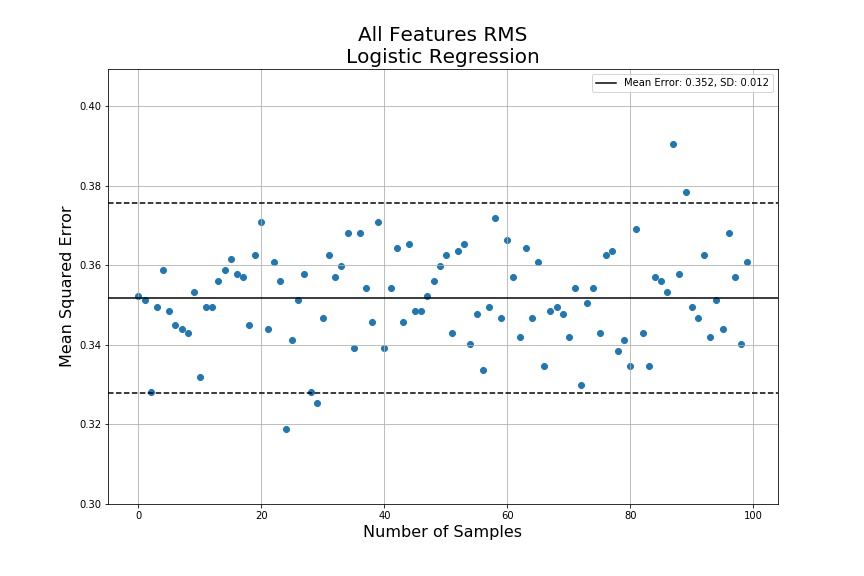 All Features RMS
Logistic Regression
Mean Error: 0.352, SD: 0.012
Mean Squared Error
0.40
0.38
0.36
0.34
0.32
0.30
0
20
40
60
80
100
Number of Samples